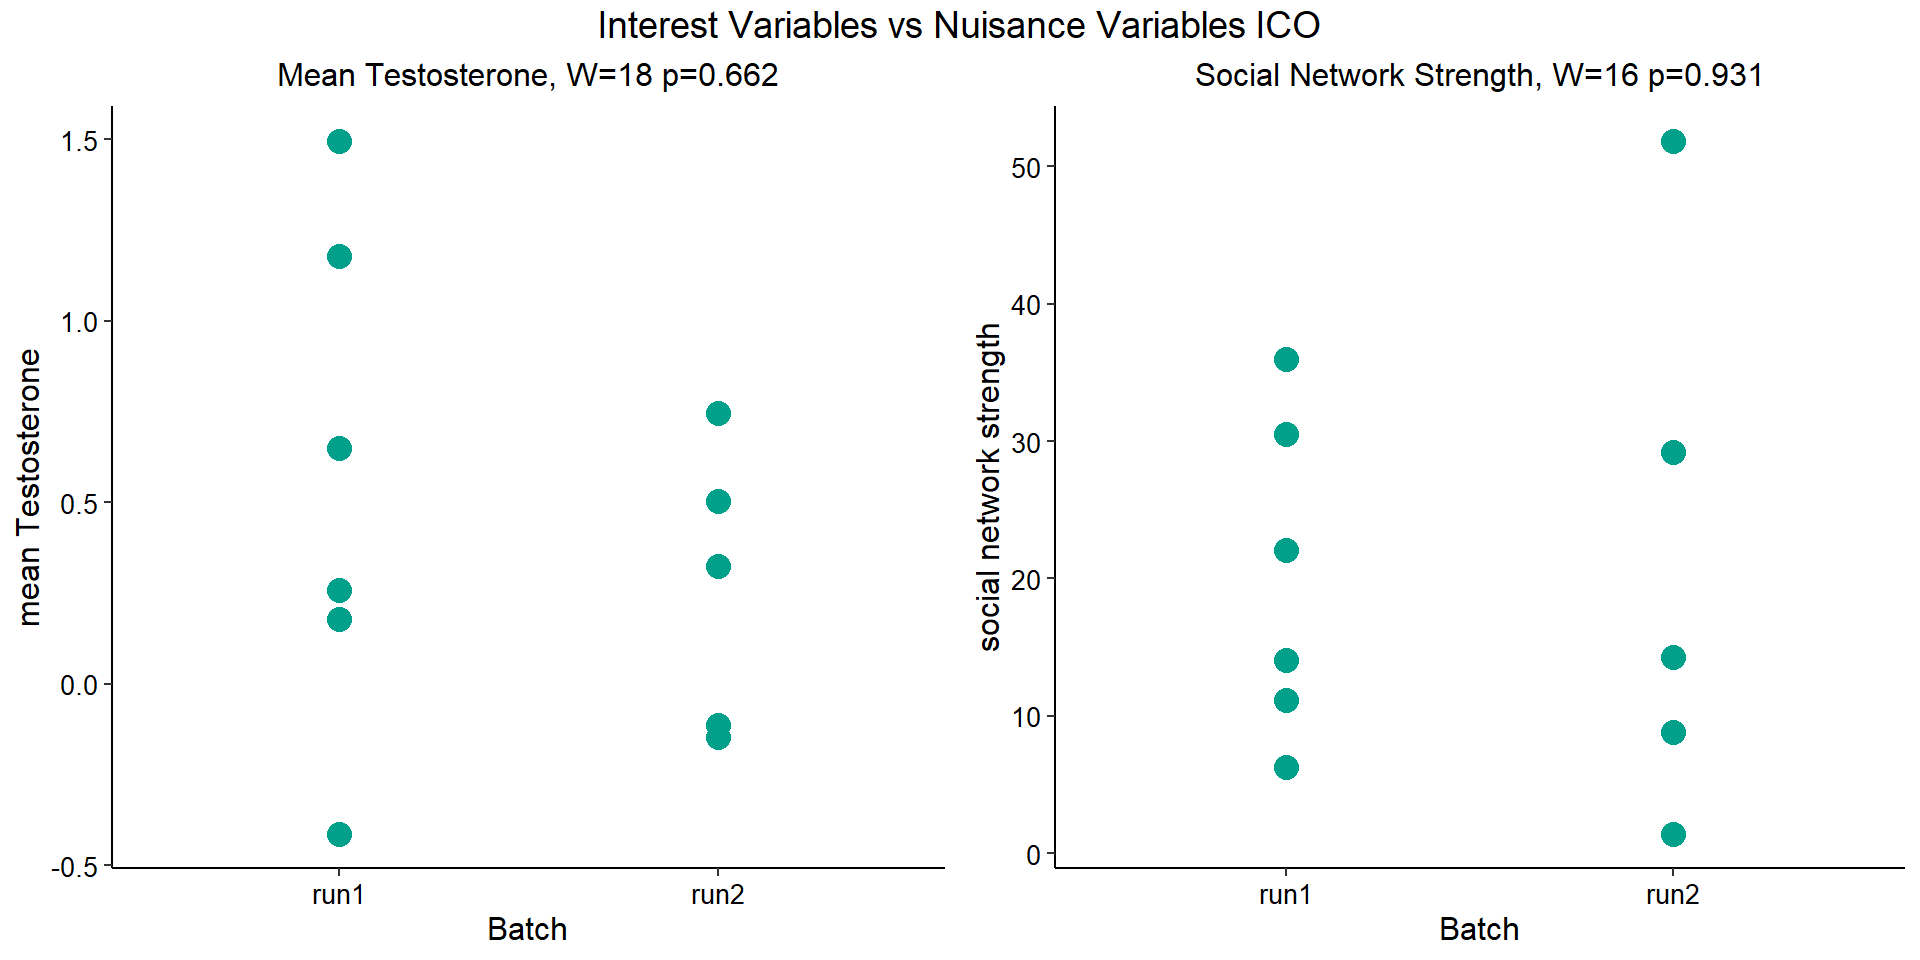 Interest Variables vs Nuisance Variables ICO
Mean Testosterone, W=18 p=0.662
mean Testosterone
1.5
1.0
0.5
0.0
-0.5
run1 run2
Batch
Social Network Strength, W=16 p=0.931
social network strength
50
40
30
20
10
0
run1 run2
Batch